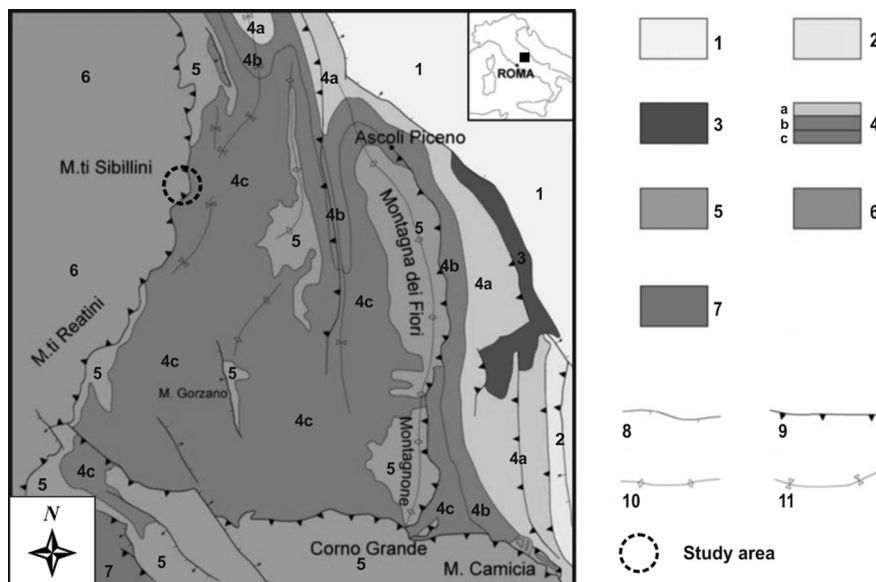 4a
6
5
4b
4a
1
ROMA
Ascoli Piceno
M.ti Sibillini
4c
1
5
4b
5
Montagna dei Fiori
4b
3
6
4a
4c
M.ti Reatini
4c
5
5
M. Gorzano
4c
2
5
Montagnone
4a
4c
5
4c
4b
N
Corno Grande
M. Camicia
7
5
5
1
2
3
a
b
c
4
5
6
7
8
9
10
11
Study area